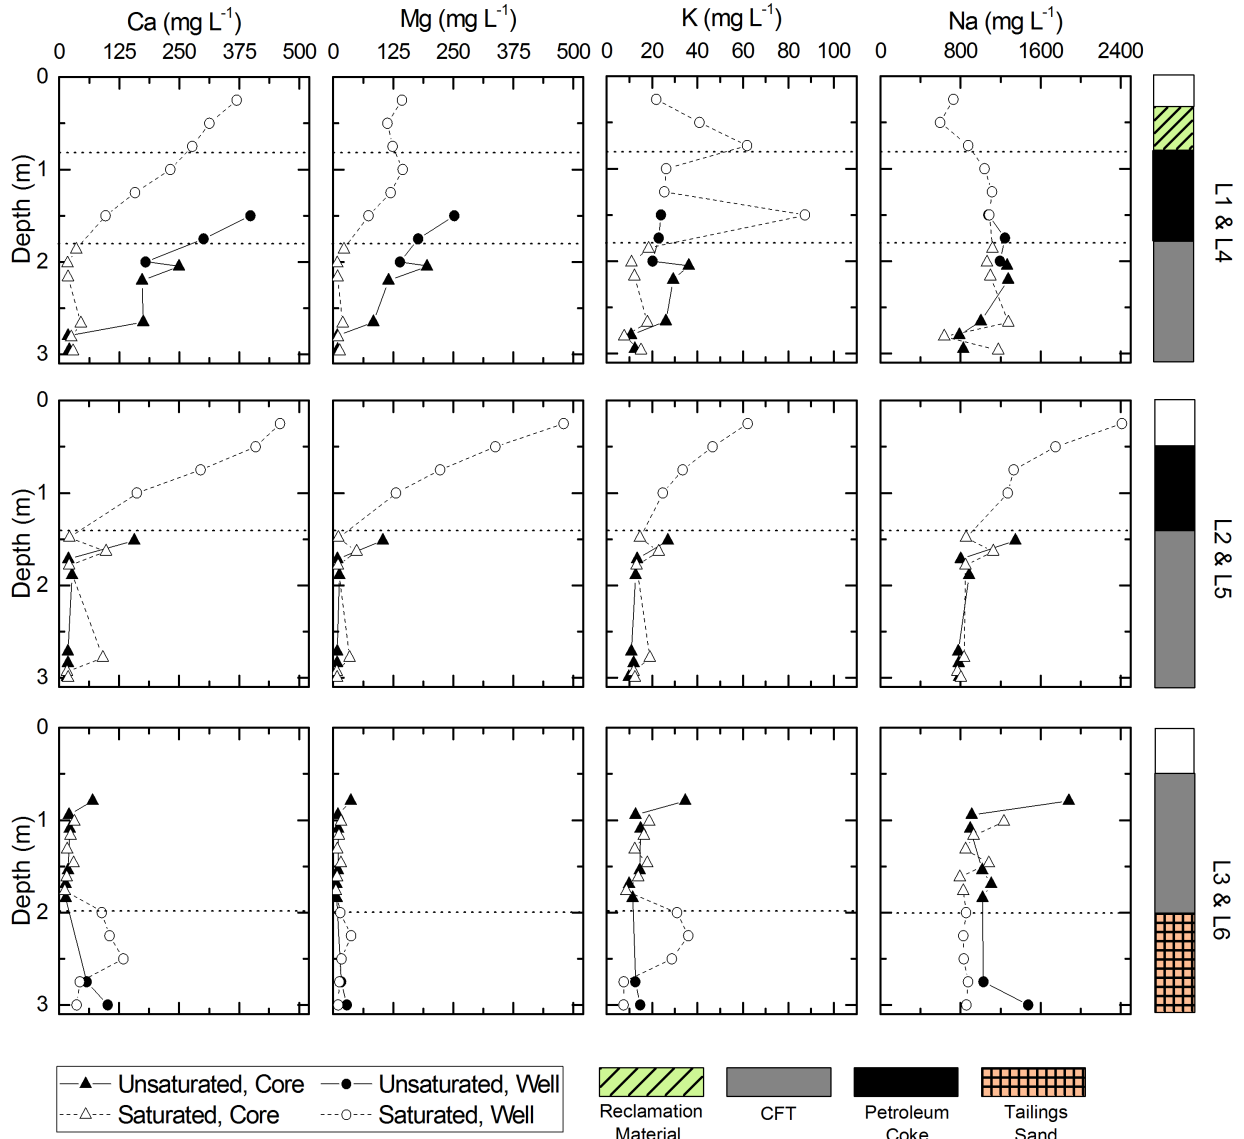 Ca (mg L⁻¹) Mg (mg L⁻¹) K (mg L⁻¹) Na (mg L⁻¹)
0 125 250 375 500 0 125 250 375 500 0 20 40 60 80 100 0 800 1600 2400
0
1
2
3
Depth (m)
L1 & L4
0
1
2
3
Depth (m)
L2 & L5
0
1
2
3
Depth (m)
L3 & L6
Unsaturated, Core Unsaturated, Well
Saturated, Core Saturated, Well
Reclamation Material
CFT
Petroleum Coke
Tailings Sand